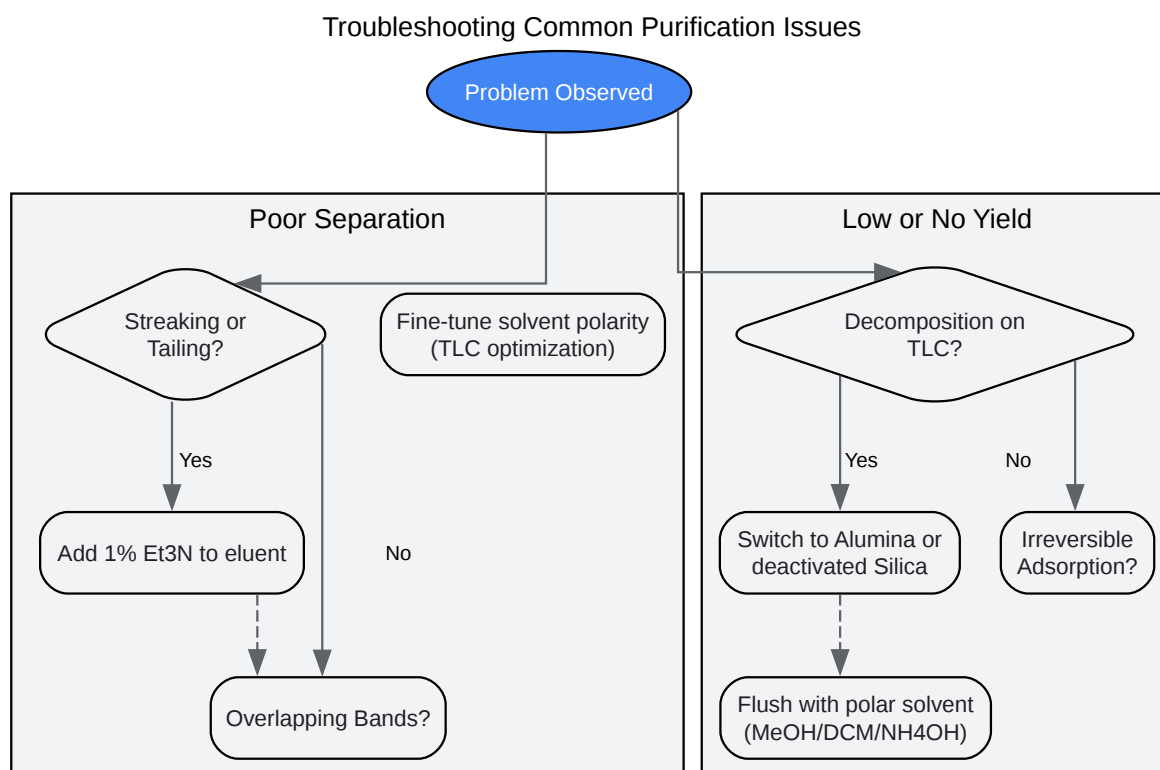 Troubleshooting Common Purification Issues
Problem Observed
Poor Separation
Streaking or
Tailing?
Fine-tune solvent polarity
(TLC optimization)
Yes
Add 1% Et3N to eluent
No
Overlapping Bands?
Low or No Yield
Decomposition on
TLC?
Yes
No
Switch to Alumina or
deactivated Silica
Irreversible
Adsorption?
Flush with polar solvent
(MeOH/DCM/NH4OH)